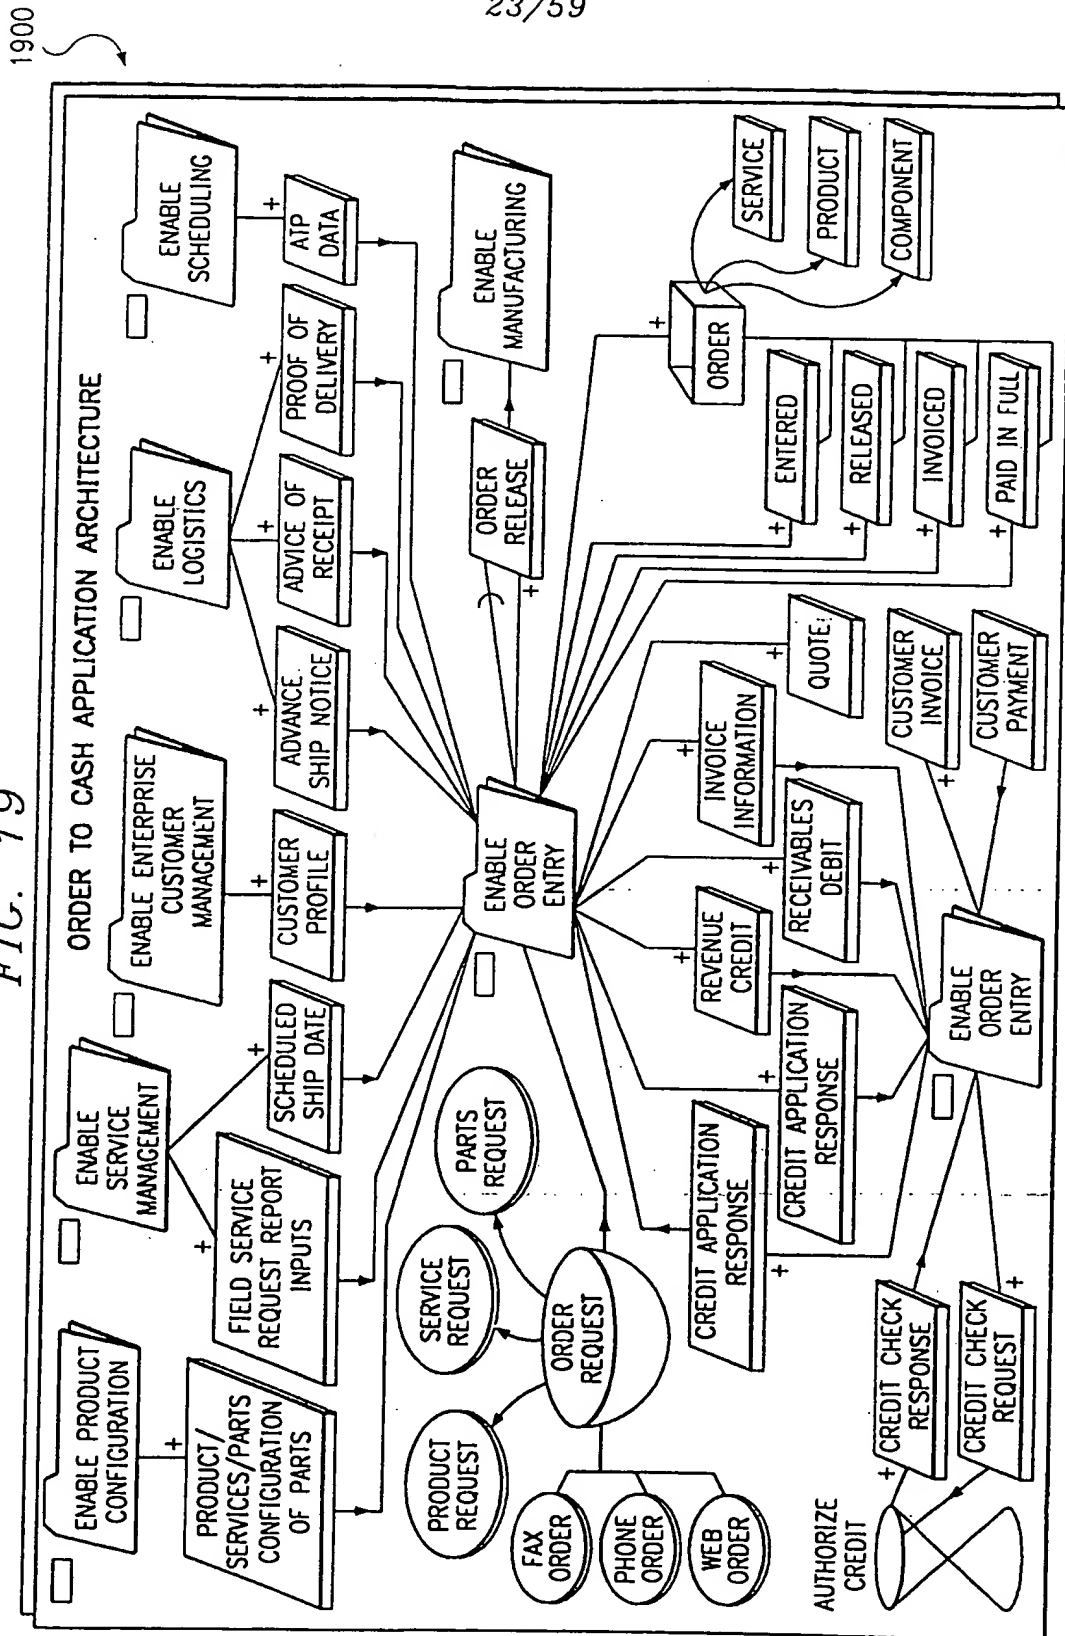 23/59
1900
FIG. 19
ORDER TO CASH APPLICATION ARCHITECTURE
ENABLE PRODUCT
CONFIGURATION
ENABLE
SERVICE
MANAGEMENT
ENABLE ENTERPRISE
CUSTOMER
MANAGEMENT
ENABLE
LOGISTICS
ENABLE
SCHEDULING
+
+
+
+
+
+
+
+
PRODUCT/
SERVICES/PARTS
CONFIGURATION
OF PARTS
FIELD SERVICE
REQUEST REPORT
INPUTS
SCHEDULED
SHIP DATE
CUSTOMER
PROFILE
ADVANCE
SHIP NOTICE
ADVICE OF
RECEIPT
PROOF OF
DELIVERY
ATP
DATA
PRODUCT
REQUEST
SERVICE
REQUEST
PARTS
REQUEST
ENABLE
ORDER
ENTRY
ORDER
RELEASE
+
ENABLE
MANUFACTURING
FAX
ORDER
PHONE
ORDER
WEB
ORDER
ORDER
REQUEST
ORDER
+
SERVICE
PRODUCT
COMPONENT
ENTERED
+
RELEASED
+
INVOICED
+
PAID IN FULL
+
CREDIT APPLICATION
RESPONSE
+
CREDIT APPLICATION
RESPONSE
+
REVENUE
CREDIT
+
RECEIVABLES
DEBIT
+
INVOICE
INFORMATION
+
QUOTE
+
CUSTOMER
INVOICE
+
CUSTOMER
PAYMENT
AUTHORIZE
CREDIT
CREDIT CHECK
RESPONSE
+
CREDIT CHECK
REQUEST
+
ENABLE
ORDER
ENTRY